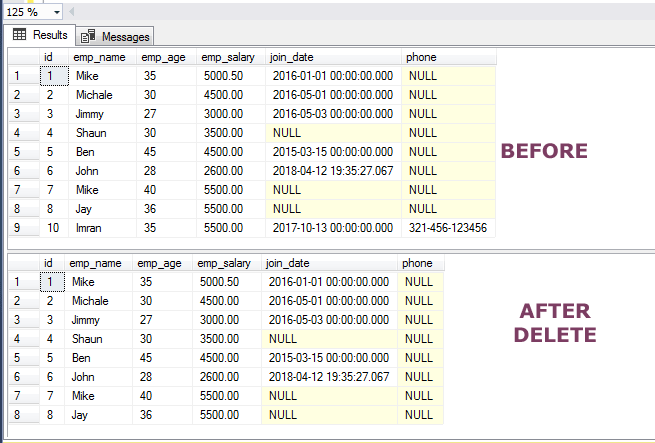 125 %
Results Messages
id emp_name emp_age emp_salary join_date phone
1 1 Mike 35 5000.50 2016-01-01 00:00:00.000 NULL
2 2 Michale 30 4500.00 2016-05-01 00:00:00.000 NULL
3 3 Jimmy 27 3000.00 2016-05-03 00:00:00.000 NULL
4 4 Shaun 30 3500.00 NULL NULL
5 5 Ben 45 4500.00 2015-03-15 00:00:00.000 NULL
6 6 John 28 2600.00 2018-04-12 19:35:27.067 NULL
7 7 Mike 40 5500.00 NULL NULL
8 8 Jay 36 5500.00 NULL NULL
9 10 Imran 35 5500.00 2017-10-13 00:00:00.000 321-456-123456
BEFORE
id emp_name emp_age emp_salary join_date phone
1 1 Mike 35 5000.50 2016-01-01 00:00:00.000 NULL
2 2 Michale 30 4500.00 2016-05-01 00:00:00.000 NULL
3 3 Jimmy 27 3000.00 2016-05-03 00:00:00.000 NULL
4 4 Shaun 30 3500.00 NULL NULL
5 5 Ben 45 4500.00 2015-03-15 00:00:00.000 NULL
6 6 John 28 2600.00 2018-04-12 19:35:27.067 NULL
7 7 Mike 40 5500.00 NULL NULL
8 8 Jay 36 5500.00 NULL NULL
AFTER
DELETE